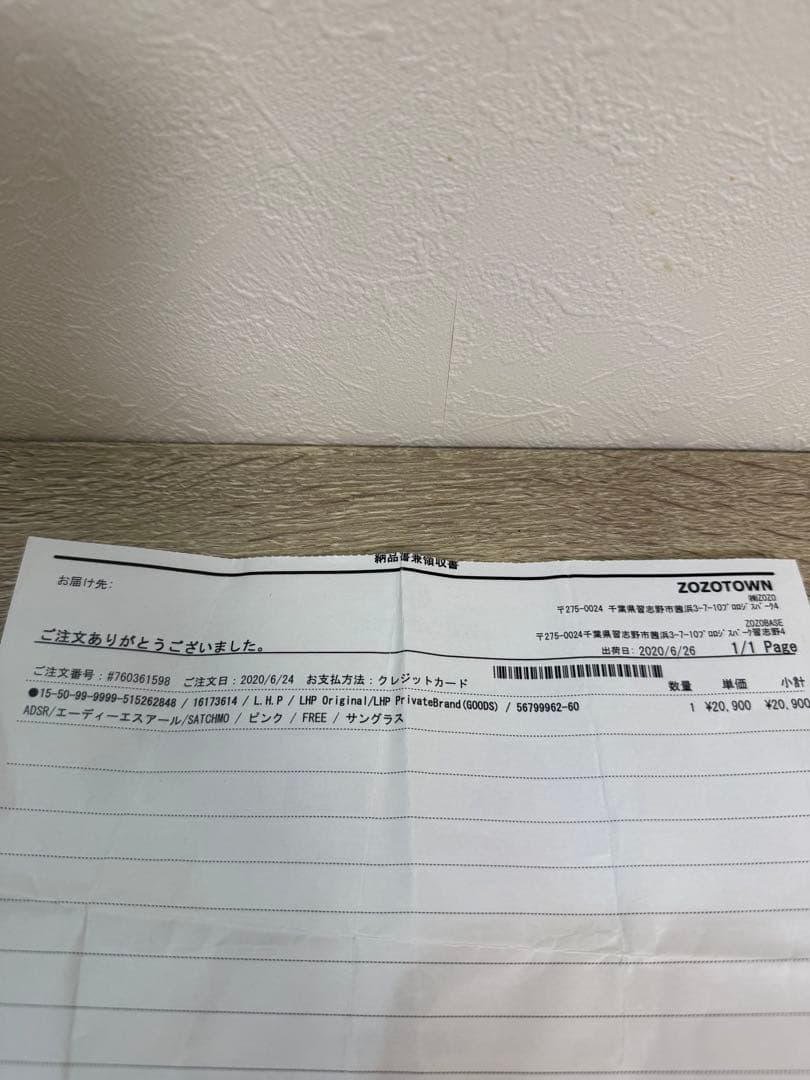 納品書兼領収書
お届け先:
ZOZOTOWN
㈱ZOZO
〒275-0024 千葉県習志野市茜浜3-7-10ﾌﾟﾛﾛｼﾞｽﾊﾟｰｸ4
ZOZOBASE
〒275-0024千葉県習志野市茜浜3-7-10ﾌﾟﾛﾛｼﾞｽﾊﾟｰｸ習志野4
ご注文ありがとうございました。
出荷日: 2020/6/26 1/1 Page
ご注文番号: #760361598 ご注文日: 2020/6/24 お支払方法: クレジットカード
数量 単価 小計
●15-50-99-9999-515262848 / 16173614 / L.H.P / LHP Original/LHP PrivateBrand(GOODS) / 56799962-60 1 ¥20,900 ¥20,900
ADSR/エーディーエスアール/SATCHMO / ピンク / FREE / サングラス